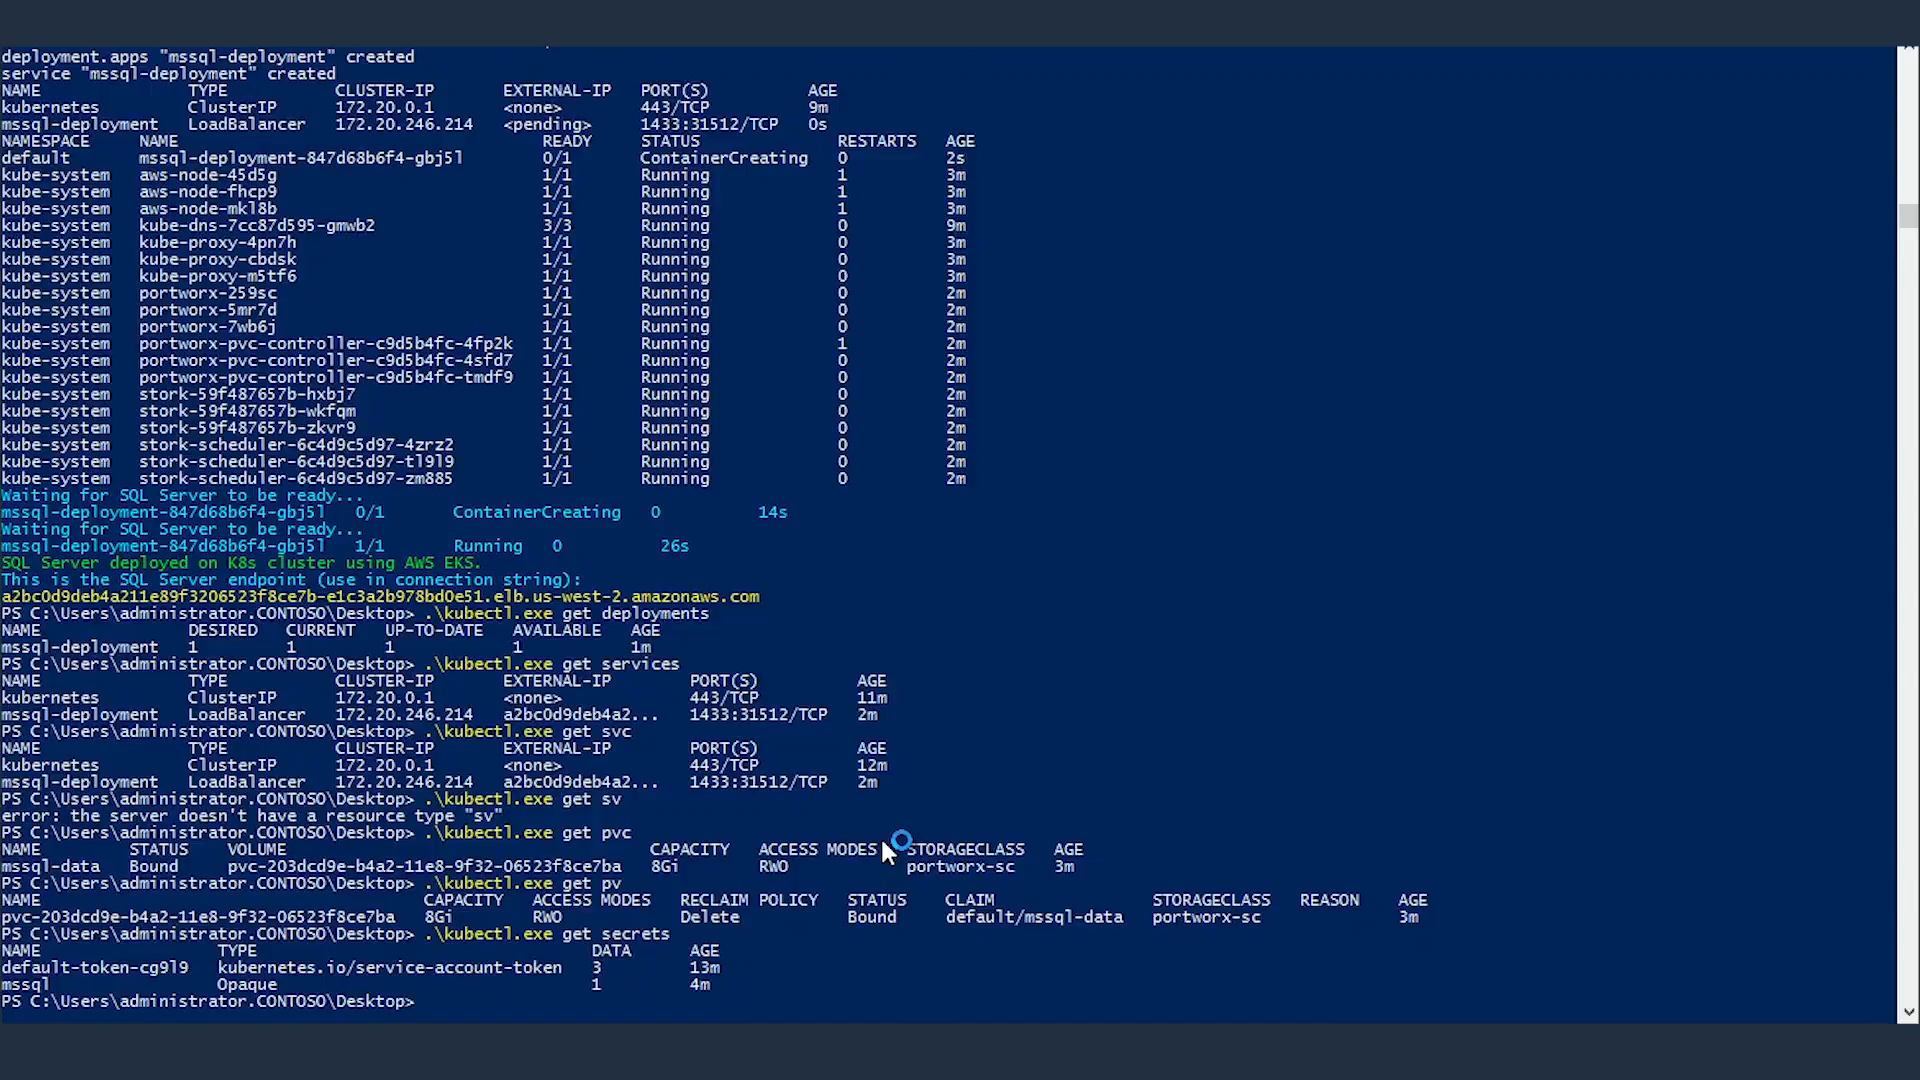 deployment.apps "mssql-deployment" created
service "mssql-deployment" created
NAME TYPE CLUSTER-IP EXTERNAL-IP PORT(S) AGE
kubernetes ClusterIP 172.20.0.1 <none> 443/TCP 9m
mssql-deployment LoadBalancer 172.20.246.214 <pending> 1433:31512/TCP 0s
NAMESPACE NAME READY STATUS RESTARTS AGE
default mssql-deployment-847d68b6f4-gbj5l 0/1 ContainerCreating 0 2s
kube-system aws-node-45d5g 1/1 Running 1 3m
kube-system aws-node-fhcp9 1/1 Running 1 3m
kube-system aws-node-mkl8b 1/1 Running 1 3m
kube-system kube-dns-7cc87d595-gmwb2 3/3 Running 0 9m
kube-system kube-proxy-4pn7h 1/1 Running 0 3m
kube-system kube-proxy-cbdsk 1/1 Running 0 3m
kube-system kube-proxy-m5tf6 1/1 Running 0 3m
kube-system portworx-259sc 1/1 Running 0 2m
kube-system portworx-5mr7d 1/1 Running 0 2m
kube-system portworx-7wb6j 1/1 Running 0 2m
kube-system portworx-pvc-controller-c9d5b4fc-4fp2k 1/1 Running 1 2m
kube-system portworx-pvc-controller-c9d5b4fc-4sfd7 1/1 Running 0 2m
kube-system portworx-pvc-controller-c9d5b4fc-tmdf9 1/1 Running 0 2m
kube-system stork-59f487657b-hxbj7 1/1 Running 0 2m
kube-system stork-59f487657b-wkfqm 1/1 Running 0 2m
kube-system stork-59f487657b-zkvr9 1/1 Running 0 2m
kube-system stork-scheduler-6c4d9c5d97-4zrz2 1/1 Running 0 2m
kube-system stork-scheduler-6c4d9c5d97-tl9l9 1/1 Running 0 2m
kube-system stork-scheduler-6c4d9c5d97-zm885 1/1 Running 0 2m
Waiting for SQL Server to be ready...
mssql-deployment-847d68b6f4-gbj5l 0/1 ContainerCreating 0 14s
Waiting for SQL Server to be ready...
mssql-deployment-847d68b6f4-gbj5l 1/1 Running 0 26s
SQL Server deployed on K8s cluster using AWS EKS.
This is the SQL Server endpoint (use in connection string):
a2bc0d9deb4a211e89f3206523f8ce7b-e1c3a2b978bd0e51.elb.us-west-2.amazonaws.com
PS C:\Users\administrator.CONTOSO\Desktop> .\kubectl.exe get deployments
NAME DESIRED CURRENT UP-TO-DATE AVAILABLE AGE
mssql-deployment 1 1 1 1 1m
PS C:\Users\administrator.CONTOSO\Desktop> .\kubectl.exe get services
NAME TYPE CLUSTER-IP EXTERNAL-IP PORT(S) AGE
kubernetes ClusterIP 172.20.0.1 <none> 443/TCP 11m
mssql-deployment LoadBalancer 172.20.246.214 a2bc0d9deb4a2... 1433:31512/TCP 2m
PS C:\Users\administrator.CONTOSO\Desktop> .\kubectl.exe get svc
NAME TYPE CLUSTER-IP EXTERNAL-IP PORT(S) AGE
kubernetes ClusterIP 172.20.0.1 <none> 443/TCP 12m
mssql-deployment LoadBalancer 172.20.246.214 a2bc0d9deb4a2... 1433:31512/TCP 2m
PS C:\Users\administrator.CONTOSO\Desktop> .\kubectl.exe get sv
error: the server doesn't have a resource type "sv"
PS C:\Users\administrator.CONTOSO\Desktop> .\kubectl.exe get pvc
NAME STATUS VOLUME CAPACITY ACCESS MODES STORAGECLASS AGE
mssql-data Bound pvc-203dcd9e-b4a2-11e8-9f32-06523f8ce7ba 8Gi RWO portworx-sc 3m
PS C:\Users\administrator.CONTOSO\Desktop> .\kubectl.exe get pv
NAME CAPACITY ACCESS MODES RECLAIM POLICY STATUS CLAIM STORAGECLASS REASON AGE
pvc-203dcd9e-b4a2-11e8-9f32-06523f8ce7ba 8Gi RWO Delete Bound default/mssql-data portworx-sc 3m
PS C:\Users\administrator.CONTOSO\Desktop> .\kubectl.exe get secrets
NAME TYPE DATA AGE
default-token-cg9l9 kubernetes.io/service-account-token 3 13m
mssql Opaque 1 4m
PS C:\Users\administrator.CONTOSO\Desktop>